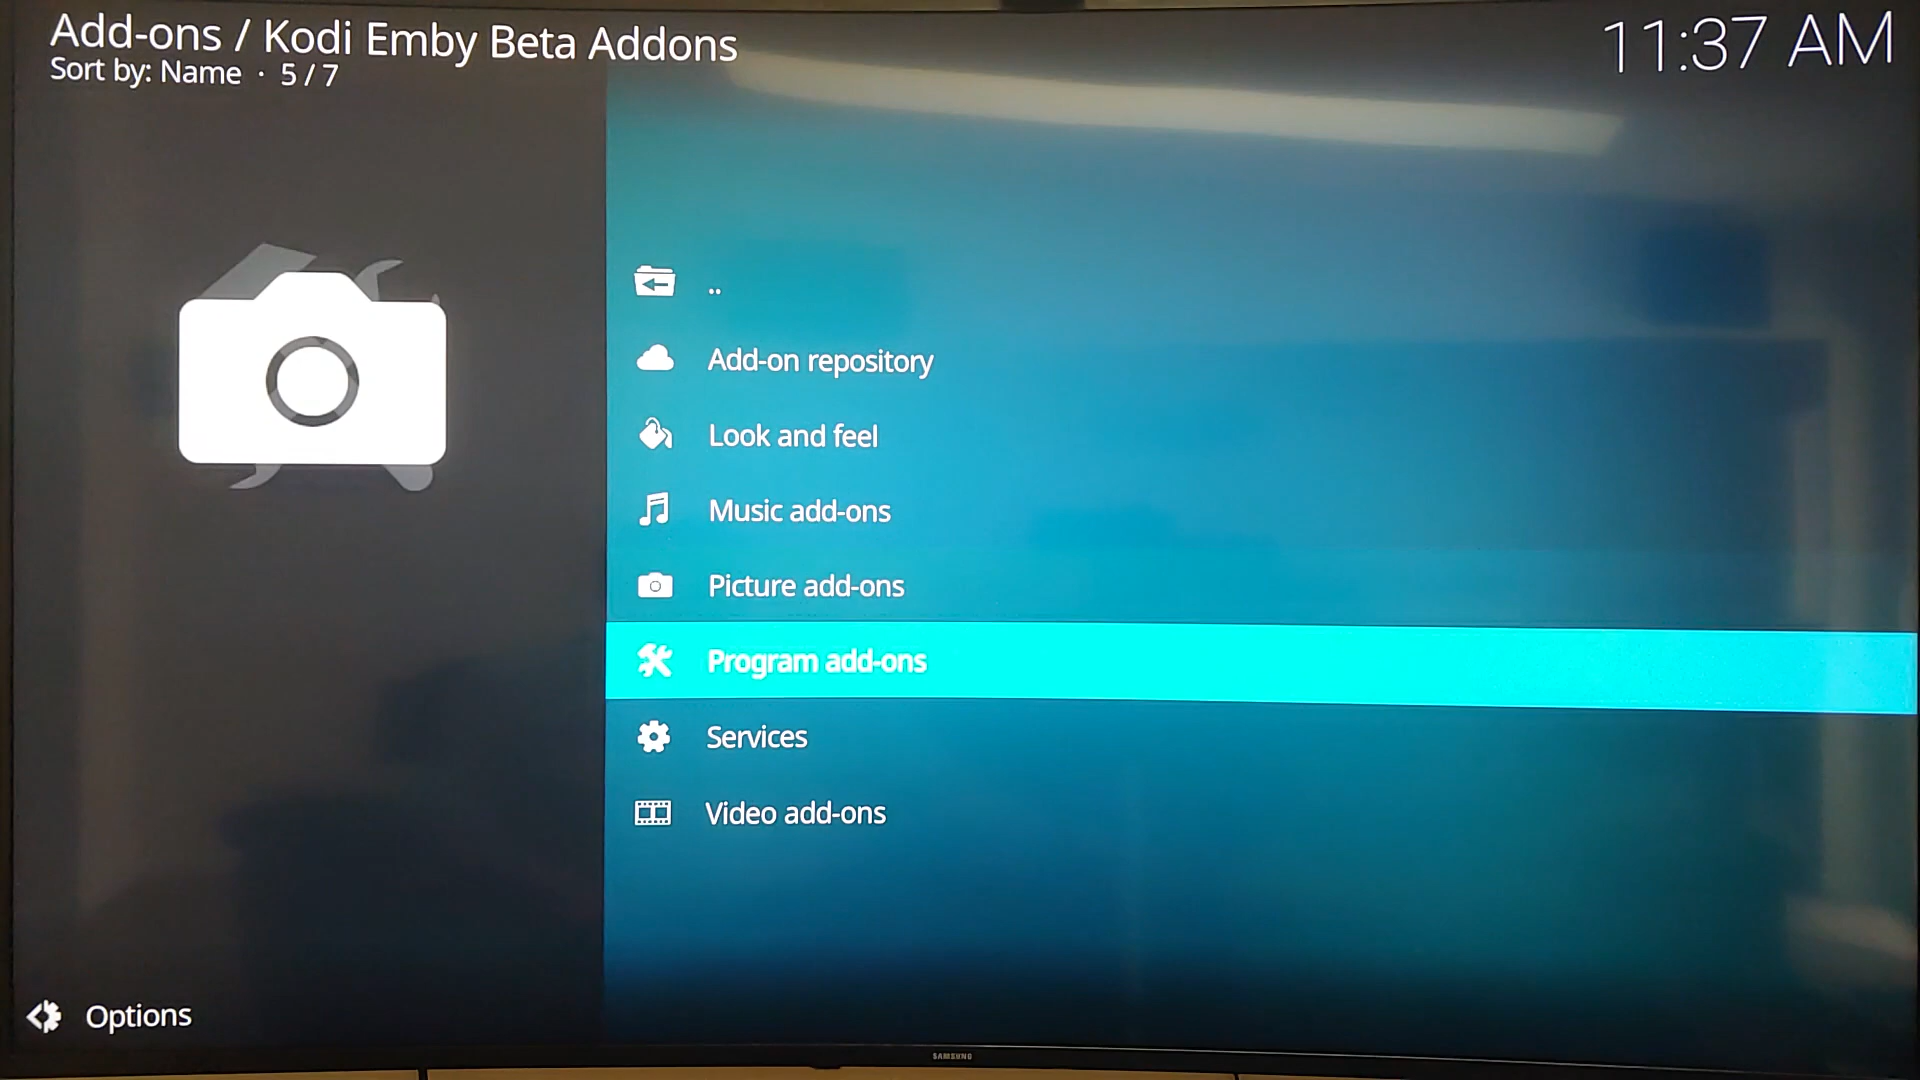 Add-ons / Kodi Emby Beta Addons
11:37 AM
Sort by: Name · 5 / 7
..
Add-on repository
Look and feel
Music add-ons
Picture add-ons
Program add-ons
Services
Video add-ons
Options
SAMSUNG